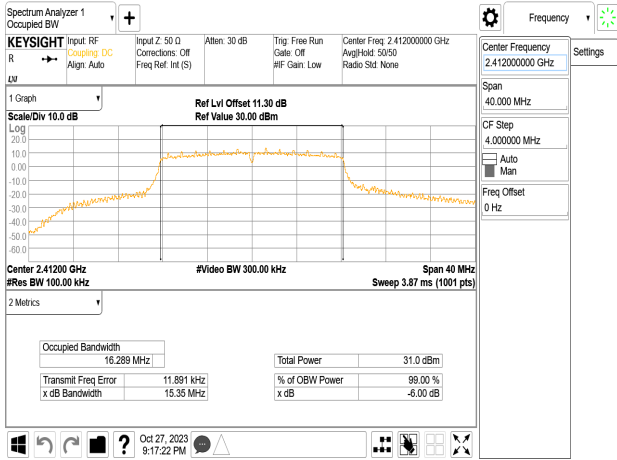 Spectrum Analyzer 1
Occupied BW
Frequency
KEYSIGHT
R
Input: RF
Coupling: DC
Align: Auto
Input Z: 50 Ω
Corrections: Off
Freq Ref: Int (S)
Atten: 30 dB
Trig: Free Run
Gate: Off
#IF Gain: Low
Center Freq: 2.412000000 GHz
Avg|Hold: 50/50
Radio Std: None
Center Frequency
2.412000000 GHz
Settings
Span
40.000 MHz
CF Step
4.000000 MHz
Auto
Man
Freq Offset
0 Hz
1 Graph
Ref Lvl Offset 11.30 dB
Scale/Div 10.0 dB
Ref Value 30.00 dBm
Log
20.0
10.0
0.00
-10.0
-20.0
-30.0
-40.0
-50.0
-60.0
Center 2.41200 GHz
#Video BW 300.00 kHz
Span 40 MHz
#Res BW 100.00 kHz
Sweep 3.87 ms (1001 pts)
2 Metrics
Occupied Bandwidth
16.289 MHz
Total Power 31.0 dBm
Transmit Freq Error 11.891 kHz
% of OBW Power 99.00 %
x dB Bandwidth 15.35 MHz
x dB -6.00 dB
?
Oct 27, 2023
9:17:22 PM